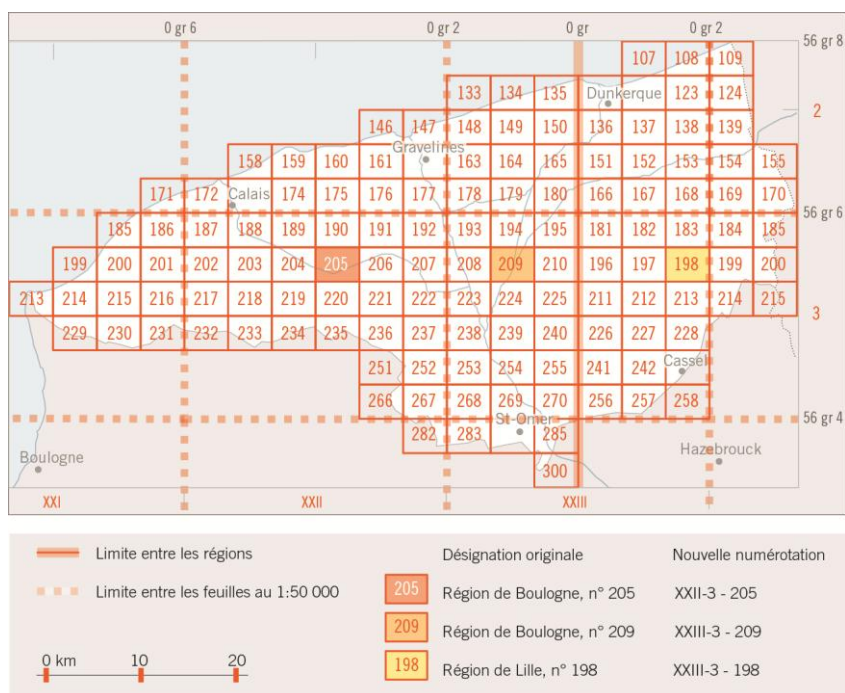 0 gr 6 0 gr 2 0 gr 0 gr 2
107 108 109 56 gr 8
133 134 135 Dunkerque 123 124
2
146 147 148 149 150 136 137 138 139
Gravelines
158 159 160 161 163 164 165 151 152 153 154 155
171 172 Calais 174 175 176 177 178 179 180 166 167 168 169 170
56 gr 6
185 186 187 188 189 190 191 192 193 194 195 181 182 183 184 185
199 200 201 202 203 204 205 206 207 208 209 210 196 197 198 199 200
213 214 215 216 217 218 219 220 221 222 223 224 225 211 212 213 214 215
3
229 230 231 232 233 234 235 236 237 238 239 240 226 227 228
251 252 253 254 255 241 242 Cassel
266 267 268 269 270 256 257 258
56 gr 4
St-Omer
282 283 285
Boulogne Hazebrouck
300
XXI XXII XXIII
Limite entre les régions Désignation originale Nouvelle numérotation
Limite entre les feuilles au 1:50 000 205 Région de Boulogne, n° 205 XXII-3 - 205
209 Région de Boulogne, n° 209 XXIII-3 - 209
0 km 10 20 198 Région de Lille, n° 198 XXIII-3 - 198